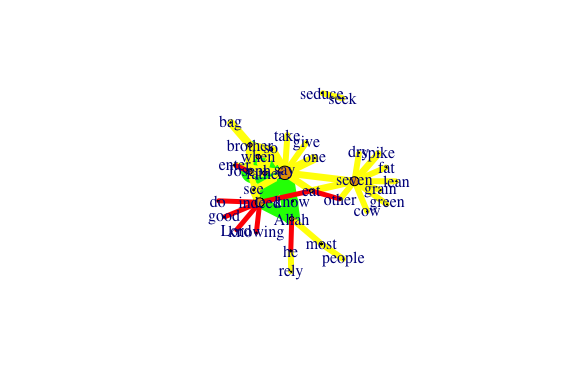 seduce
seek
bag
take
brother
so
give
when
one
dry
pike
enter
Joseph
father
say
fat
seven
lean
see
eat
grain
do
indeed
know
other
green
good
Allah
cow
Lord
knowing
most
he
people
rely